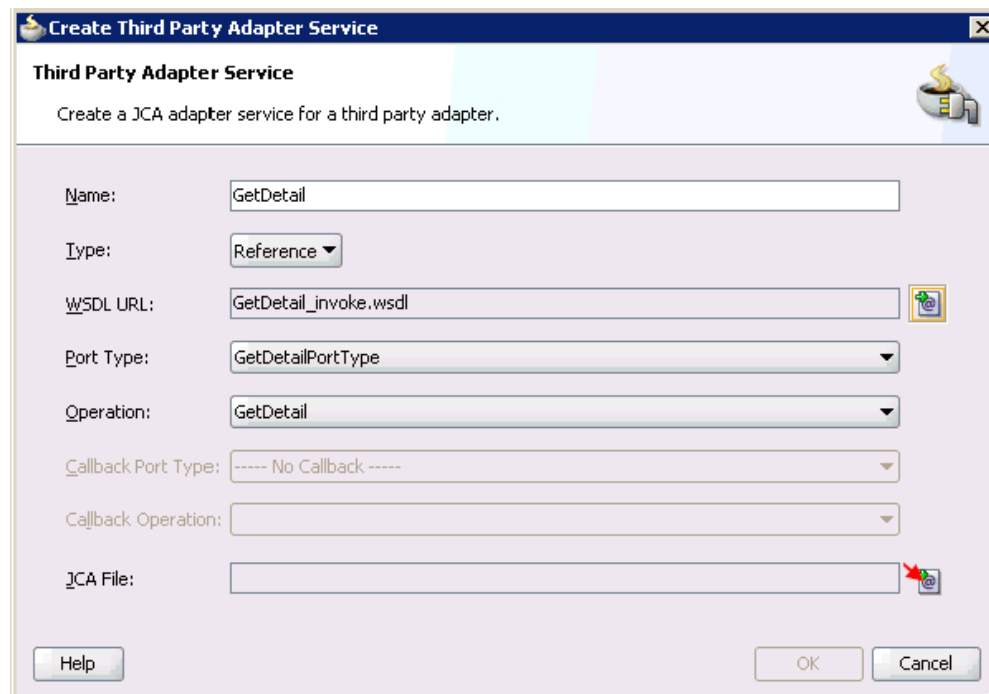 Create Third Party Adapter Service
Third Party Adapter Service
Create a JCA adapter service for a third party adapter.
Name: GetDetail
Type: Reference
WSDL URL: GetDetail_invoke.wsdl
Port Type: GetDetailPortType
Operation: GetDetail
Callback Port Type: ----- No Callback -----
Callback Operation:
JCA File:
Help OK Cancel